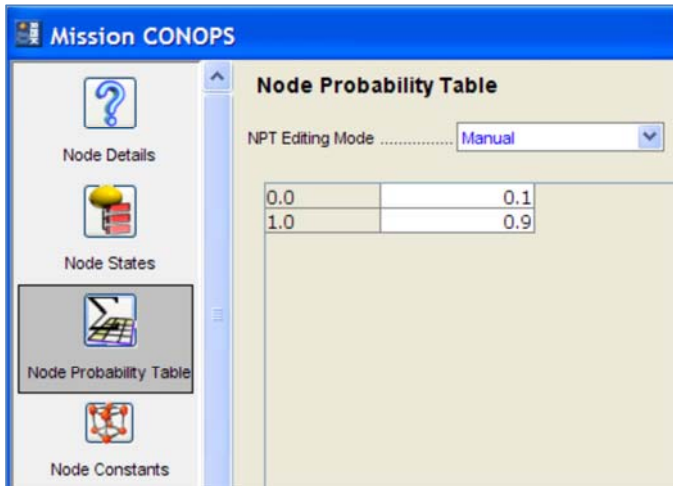 Mission CONOPS
Node Details
Node States
Node Probability Table
Node Constants
Node Probability Table
NPT Editing Mode ................ Manual
0.0 0.1
1.0 0.9